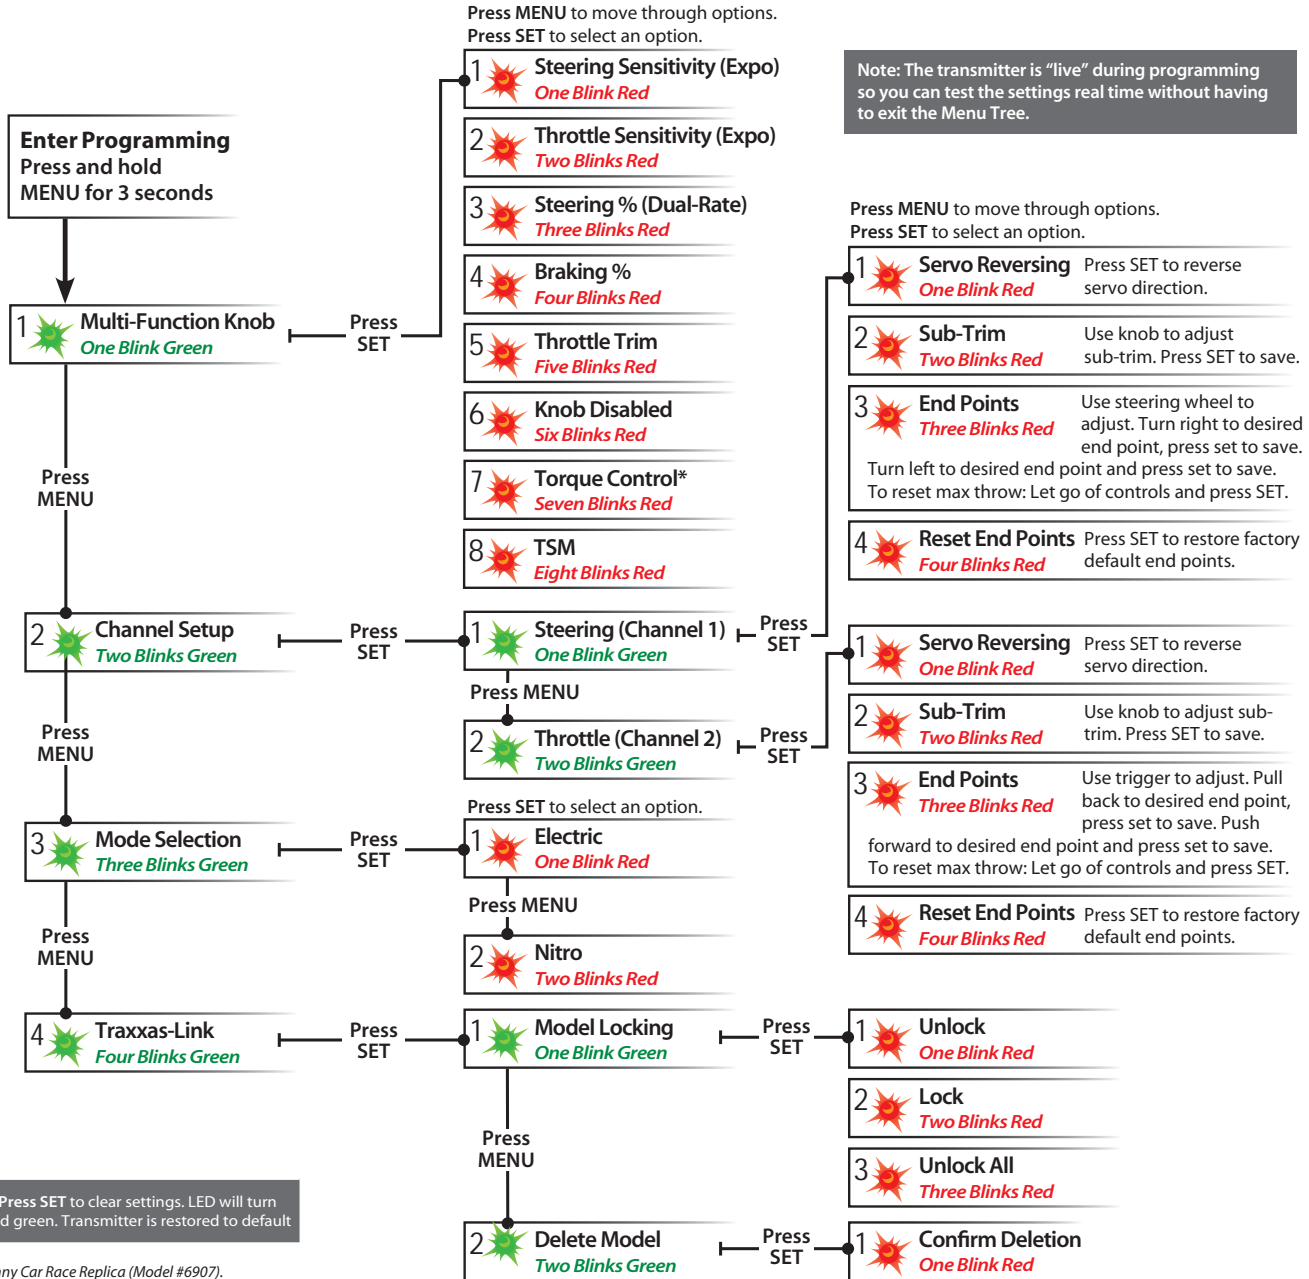 Press MENU to move through options.
Press SET to select an option.
Note: The transmitter is “live” during programming
so you can test the settings real time without having
to exit the Menu Tree.
Enter Programming
Press and hold
MENU for 3 seconds
1 Multi-Function Knob
One Blink Green
Press
SET
1 Steering Sensitivity (Expo)
One Blink Red
2 Throttle Sensitivity (Expo)
Two Blinks Red
3 Steering % (Dual-Rate)
Three Blinks Red
4 Braking %
Four Blinks Red
5 Throttle Trim
Five Blinks Red
6 Knob Disabled
Six Blinks Red
7 Torque Control*
Seven Blinks Red
8 TSM
Eight Blinks Red
Press
MENU
2 Channel Setup
Two Blinks Green
Press
SET
1 Steering (Channel 1)
One Blink Green
Press
SET
Press MENU to move through options.
Press SET to select an option.
1 Servo Reversing Press SET to reverse
One Blink Red servo direction.
2 Sub-Trim Use knob to adjust
Two Blinks Red sub-trim. Press SET to save.
3 End Points Use steering wheel to
Three Blinks Red adjust. Turn right to desired
end point, press set to save.
Turn left to desired end point and press set to save.
To reset max throw: Let go of controls and press SET.
4 Reset End Points Press SET to restore factory
Four Blinks Red default end points.
Press MENU
2 Throttle (Channel 2)
Two Blinks Green
Press
SET
1 Servo Reversing Press SET to reverse
One Blink Red servo direction.
2 Sub-Trim Use knob to adjust sub-
Two Blinks Red trim. Press SET to save.
3 End Points Use trigger to adjust. Pull
Three Blinks Red back to desired end point,
press set to save. Push
forward to desired end point and press set to save.
To reset max throw: Let go of controls and press SET.
4 Reset End Points Press SET to restore factory
Four Blinks Red default end points.
Press
MENU
3 Mode Selection
Three Blinks Green
Press
SET
Press SET to select an option.
1 Electric
One Blink Red
Press MENU
2 Nitro
Two Blinks Red
Press
MENU
4 Traxxas-Link
Four Blinks Green
Press
SET
1 Model Locking
One Blink Green
Press
SET
1 Unlock
One Blink Red
2 Lock
Two Blinks Red
3 Unlock All
Three Blinks Red
Press
MENU
2 Delete Model
Two Blinks Green
Press
SET
1 Confirm Deletion
One Blink Red
Press SET to clear settings. LED will turn
d green. Transmitter is restored to default
ny Car Race Replica (Model #6907).